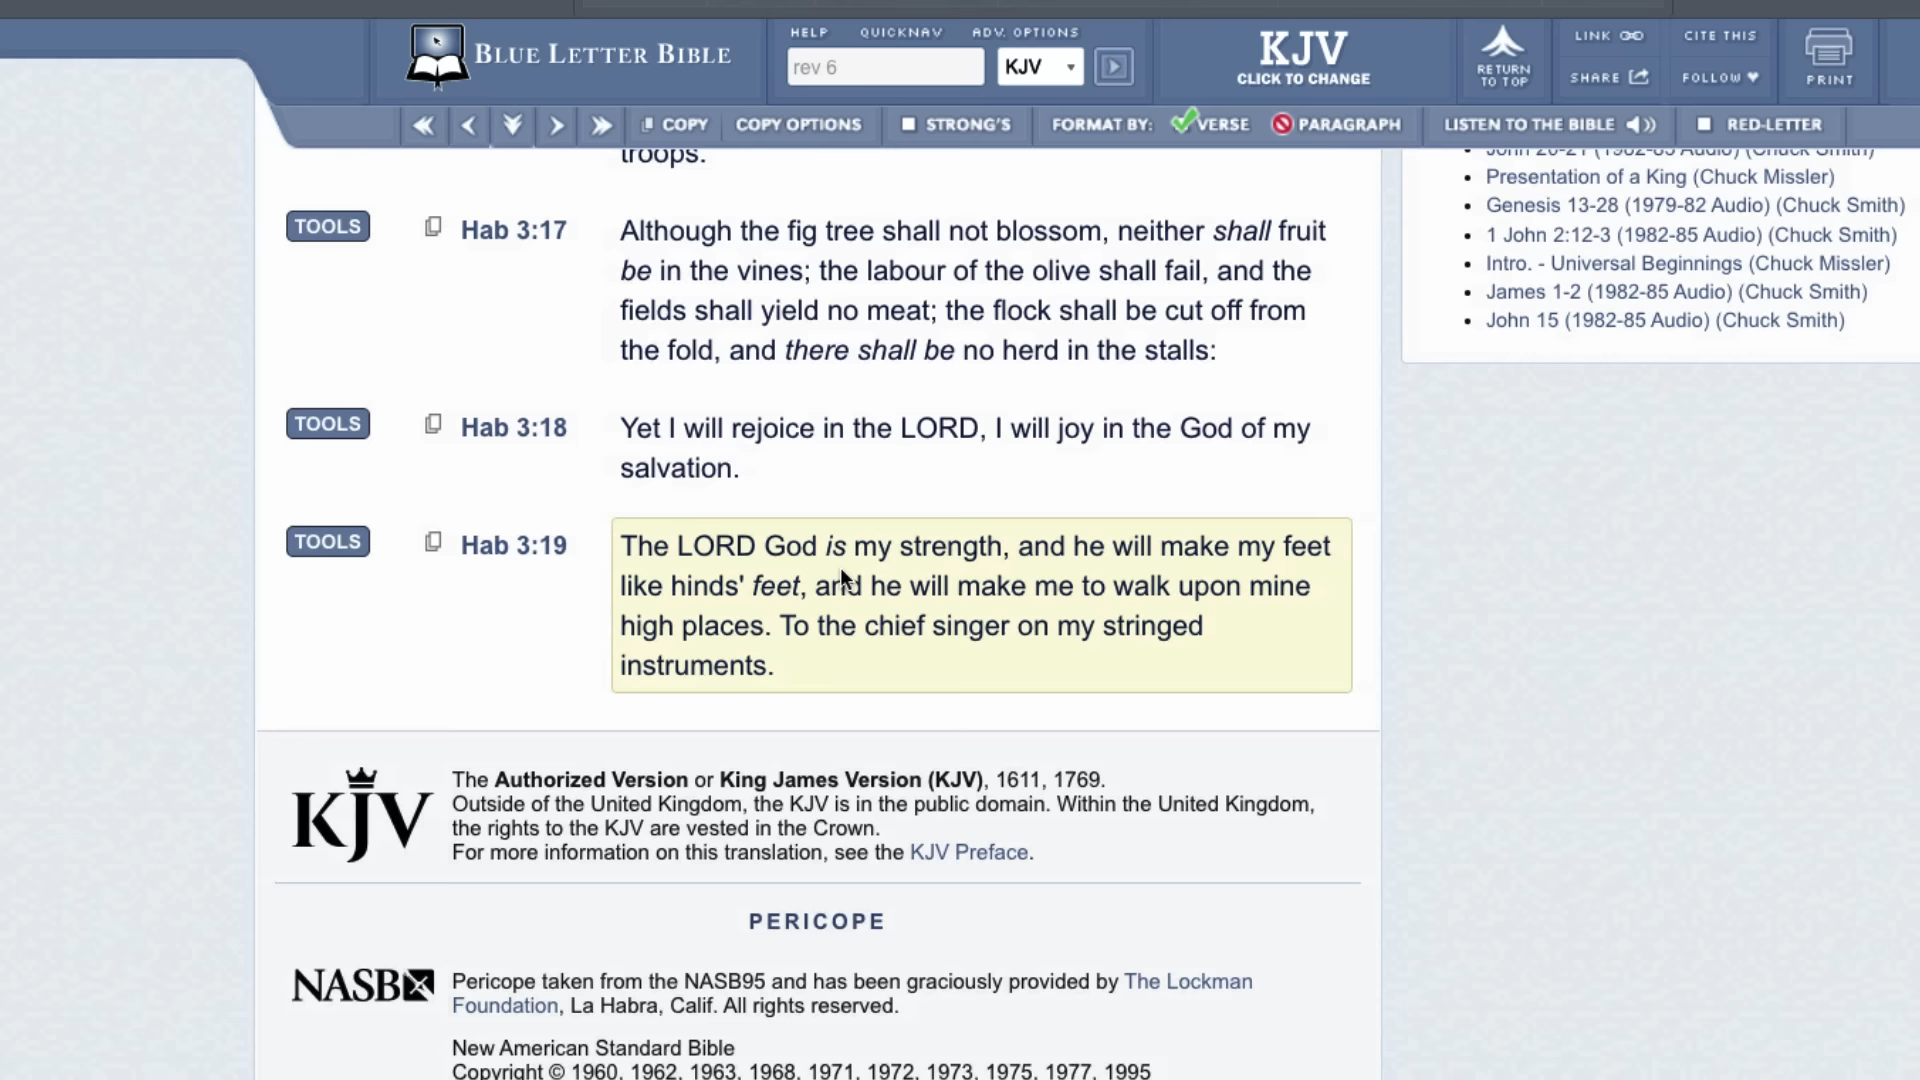 BLUE LETTER BIBLE
HELP QUICKNAV ADV. OPTIONS
rev 6 KJV
KJV
CLICK TO CHANGE
RETURN
TO TOP
LINK
SHARE
CITE THIS
FOLLOW
PRINT
COPY COPY OPTIONS STRONG'S FORMAT BY: VERSE PARAGRAPH LISTEN TO THE BIBLE RED-LETTER
troops.
TOOLS Hab 3:17 Although the fig tree shall not blossom, neither shall fruit
be in the vines; the labour of the olive shall fail, and the
fields shall yield no meat; the flock shall be cut off from
the fold, and there shall be no herd in the stalls:
TOOLS Hab 3:18 Yet I will rejoice in the LORD, I will joy in the God of my
salvation.
TOOLS Hab 3:19 The LORD God is my strength, and he will make my feet
like hinds' feet, and he will make me to walk upon mine
high places. To the chief singer on my stringed
instruments.
KJV
The Authorized Version or King James Version (KJV), 1611, 1769.
Outside of the United Kingdom, the KJV is in the public domain. Within the United Kingdom,
the rights to the KJV are vested in the Crown.
For more information on this translation, see the KJV Preface.
PERICOPE
NASB
Pericope taken from the NASB95 and has been graciously provided by The Lockman
Foundation, La Habra, Calif. All rights reserved.
New American Standard Bible
Copyright © 1960, 1962, 1963, 1968, 1971, 1972, 1973, 1975, 1977, 1995
John 20-21 (1982-85 Audio) (Chuck Smith)
Presentation of a King (Chuck Missler)
Genesis 13-28 (1979-82 Audio) (Chuck Smith)
1 John 2:12-3 (1982-85 Audio) (Chuck Smith)
Intro. - Universal Beginnings (Chuck Missler)
James 1-2 (1982-85 Audio) (Chuck Smith)
John 15 (1982-85 Audio) (Chuck Smith)